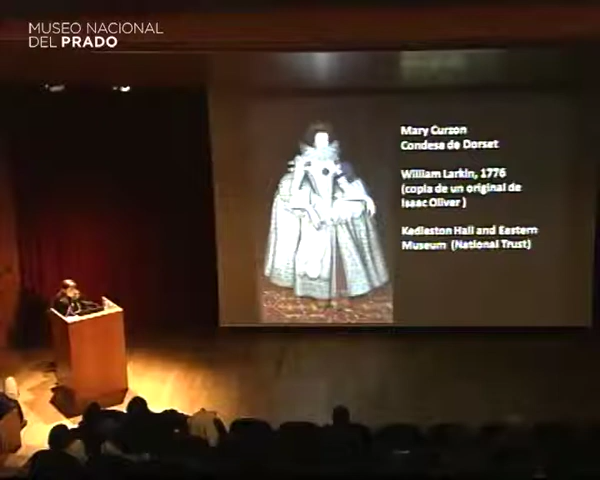 MUSEO NACIONAL
DEL PRADO
Mary Curzon
Condesa de Dorset
William Larkin, 1776
(copia de un original de
Isaac Oliver )
Kedleston Hall and Eastern
Museum (National Trust)